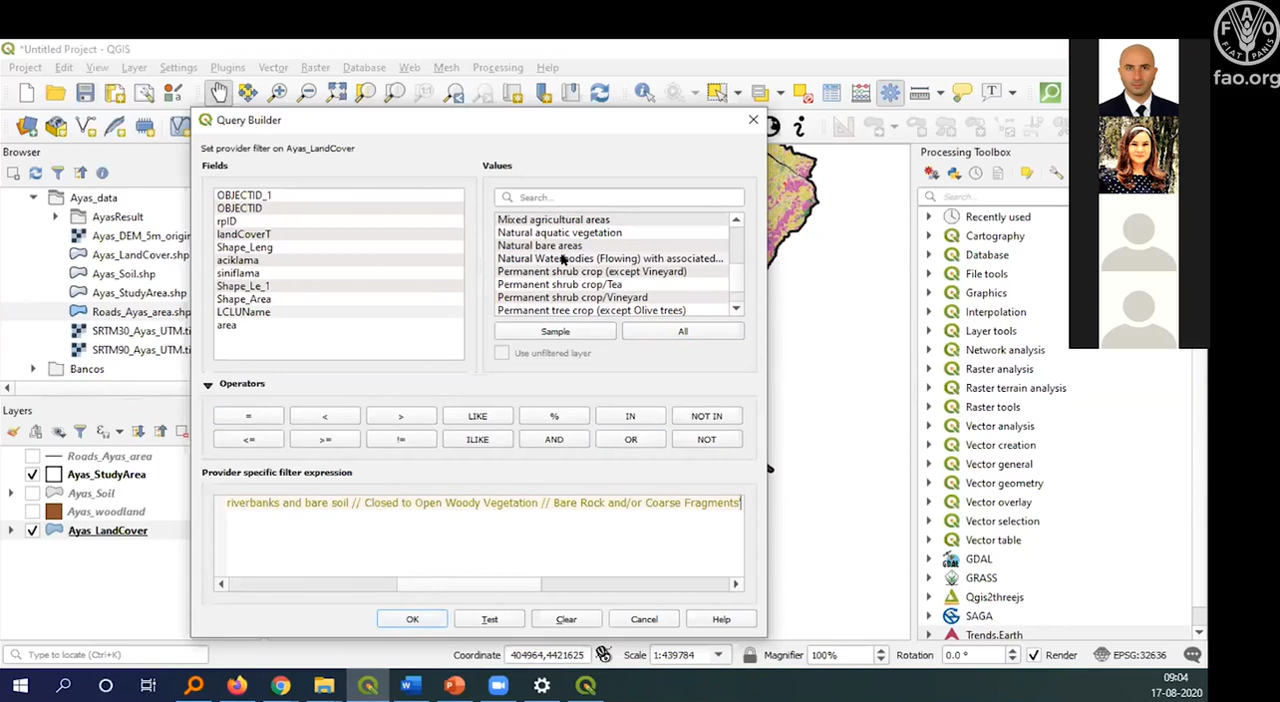 FAO
FIAT PANIS
fao.org
*Untitled Project - QGIS
Project Edit View Layer Settings Plugins Vector Raster Database Web Mesh Processing Help
Browser
Ayas_data
AyasResult
Ayas_DEM_5m_origin
Ayas_LandCover.shp
Ayas_Soil.shp
Ayas_StudyArea.shp
Roads_Ayas_area.shp
SRTM30_Ayas_UTM.ti
SRTM90_Ayas_UTM.ti
Bancos
Layers
Roads_Ayas_area
Ayas_StudyArea
Ayas_Soil
Ayas_woodland
Ayas_LandCover
Query Builder
Set provider filter on Ayas_LandCover
Fields
OBJECTID_1
OBJECTID
rpID
landCoverT
Shape_Leng
aciklama
siniflama
Shape_Le_1
Shape_Area
LCLUName
area
Values
Search...
Mixed agricultural areas
Natural aquatic vegetation
Natural bare areas
Natural Waterbodies (Flowing) with associated...
Permanent shrub crop (except Vineyard)
Permanent shrub crop/Tea
Permanent shrub crop/Vineyard
Permanent tree crop (except Olive trees)
Sample All
Use unfiltered layer
Operators
= < > LIKE % IN NOT IN
<= >= != ILIKE AND OR NOT
Provider specific filter expression
riverbanks and bare soil // Closed to Open Woody Vegetation // Bare Rock and/or Coarse Fragments'
OK Test Clear Cancel Help
Processing Toolbox
Search...
Recently used
Cartography
Database
File tools
Graphics
Interpolation
Layer tools
Network analysis
Raster analysis
Raster terrain analysis
Raster tools
Vector analysis
Vector creation
Vector general
Vector geometry
Vector overlay
Vector selection
Vector table
GDAL
GRASS
Qgis2threejs
SAGA
Trends.Earth
Type to locate (Ctrl+K) Coordinate 404964,4421625 Scale 1:439784 Magnifier 100% Rotation 0.0 ° Render EPSG:32636
09:04
17-08-2020